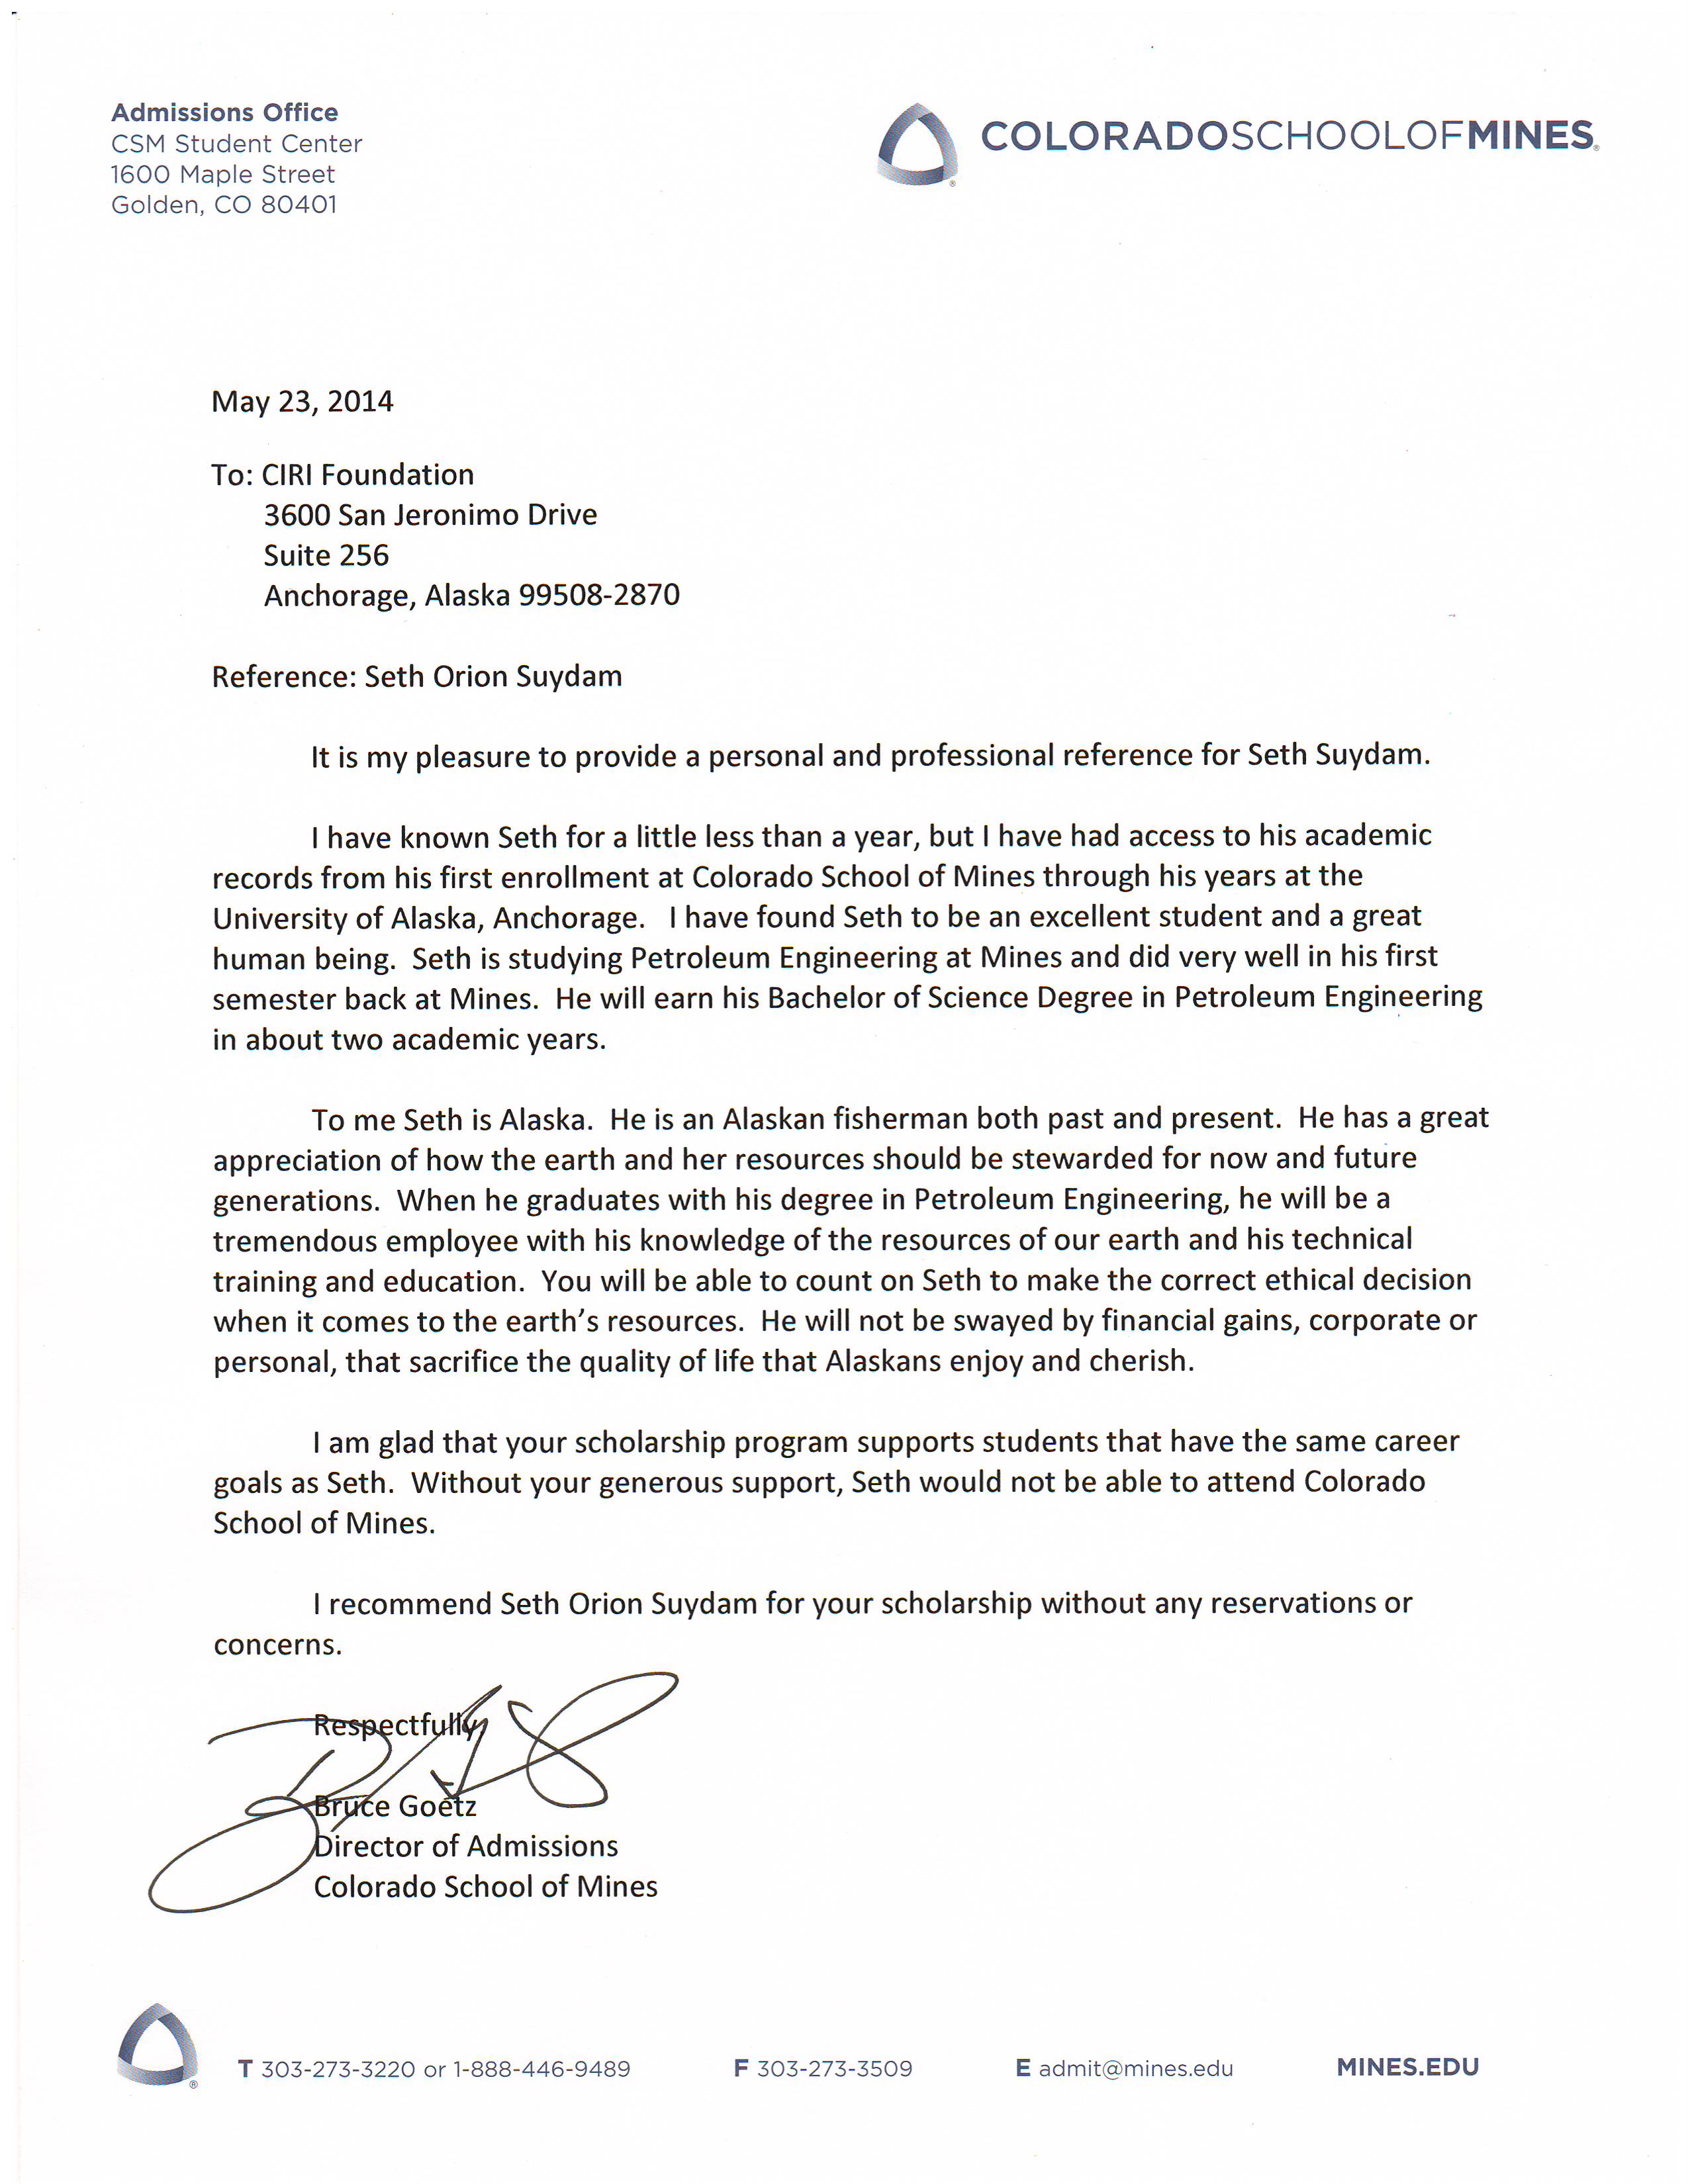 Admissions Office
CSM Student Center
1600 Maple Street
Golden, CO 80401
COLORADOSCHOOLOFMINES®
May 23, 2014
To: CIRI Foundation
3600 San Jeronimo Drive
Suite 256
Anchorage, Alaska 99508-2870
Reference: Seth Orion Suydam
It is my pleasure to provide a personal and professional reference for Seth Suydam.
I have known Seth for a little less than a year, but I have had access to his academic
records from his first enrollment at Colorado School of Mines through his years at the
University of Alaska, Anchorage.   I have found Seth to be an excellent student and a great
human being.  Seth is studying Petroleum Engineering at Mines and did very well in his first
semester back at Mines.  He will earn his Bachelor of Science Degree in Petroleum Engineering
in about two academic years.
To me Seth is Alaska.  He is an Alaskan fisherman both past and present.  He has a great
appreciation of how the earth and her resources should be stewarded for now and future
generations.  When he graduates with his degree in Petroleum Engineering, he will be a
tremendous employee with his knowledge of the resources of our earth and his technical
training and education.  You will be able to count on Seth to make the correct ethical decision
when it comes to the earth’s resources.  He will not be swayed by financial gains, corporate or
personal, that sacrifice the quality of life that Alaskans enjoy and cherish.
I am glad that your scholarship program supports students that have the same career
goals as Seth.  Without your generous support, Seth would not be able to attend Colorado
School of Mines.
I recommend Seth Orion Suydam for your scholarship without any reservations or
concerns.
Respectfully,
Bruce Goetz
Director of Admissions
Colorado School of Mines
T 303-273-3220 or 1-888-446-9489 F 303-273-3509 E admit@mines.edu MINES.EDU